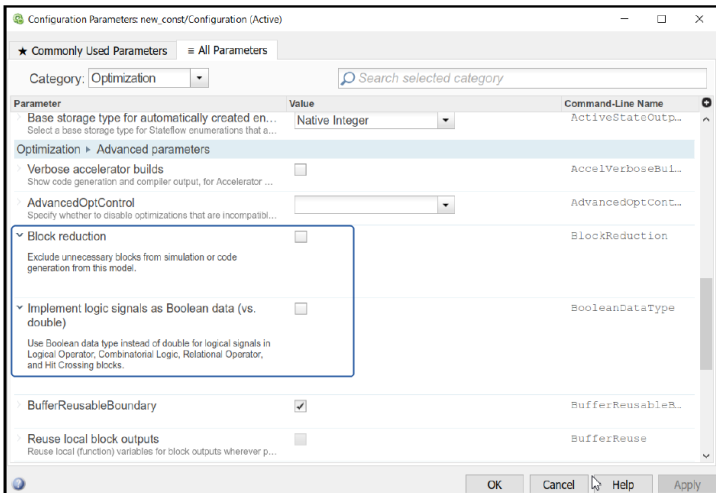 Configuration Parameters: new_const/Configuration (Active)
★ Commonly Used Parameters ≡ All Parameters
Category: Optimization Search selected category
Parameter Value Command-Line Name
Base storage type for automatically created en... Native Integer ActiveStateOutp...
Select a base storage type for Stateflow enumerations that a...
Optimization ▸ Advanced parameters
Verbose accelerator builds AccelVerboseBui...
Show code generation and compiler output, for Accelerator ...
AdvancedOptControl AdvancedOptCont...
Specify whether to disable optimizations that are incompatibl...
Block reduction BlockReduction
Exclude unnecessary blocks from simulation or code
generation from this model.
Implement logic signals as Boolean data (vs. BooleanDataType
double)
Use Boolean data type instead of double for logical signals in
Logical Operator, Combinatorial Logic, Relational Operator,
and Hit Crossing blocks.
BufferReusableBoundary BufferReusableB...
Reuse local block outputs BufferReuse
Reuse local (function) variables for block outputs wherever p...
OK Cancel Help Apply